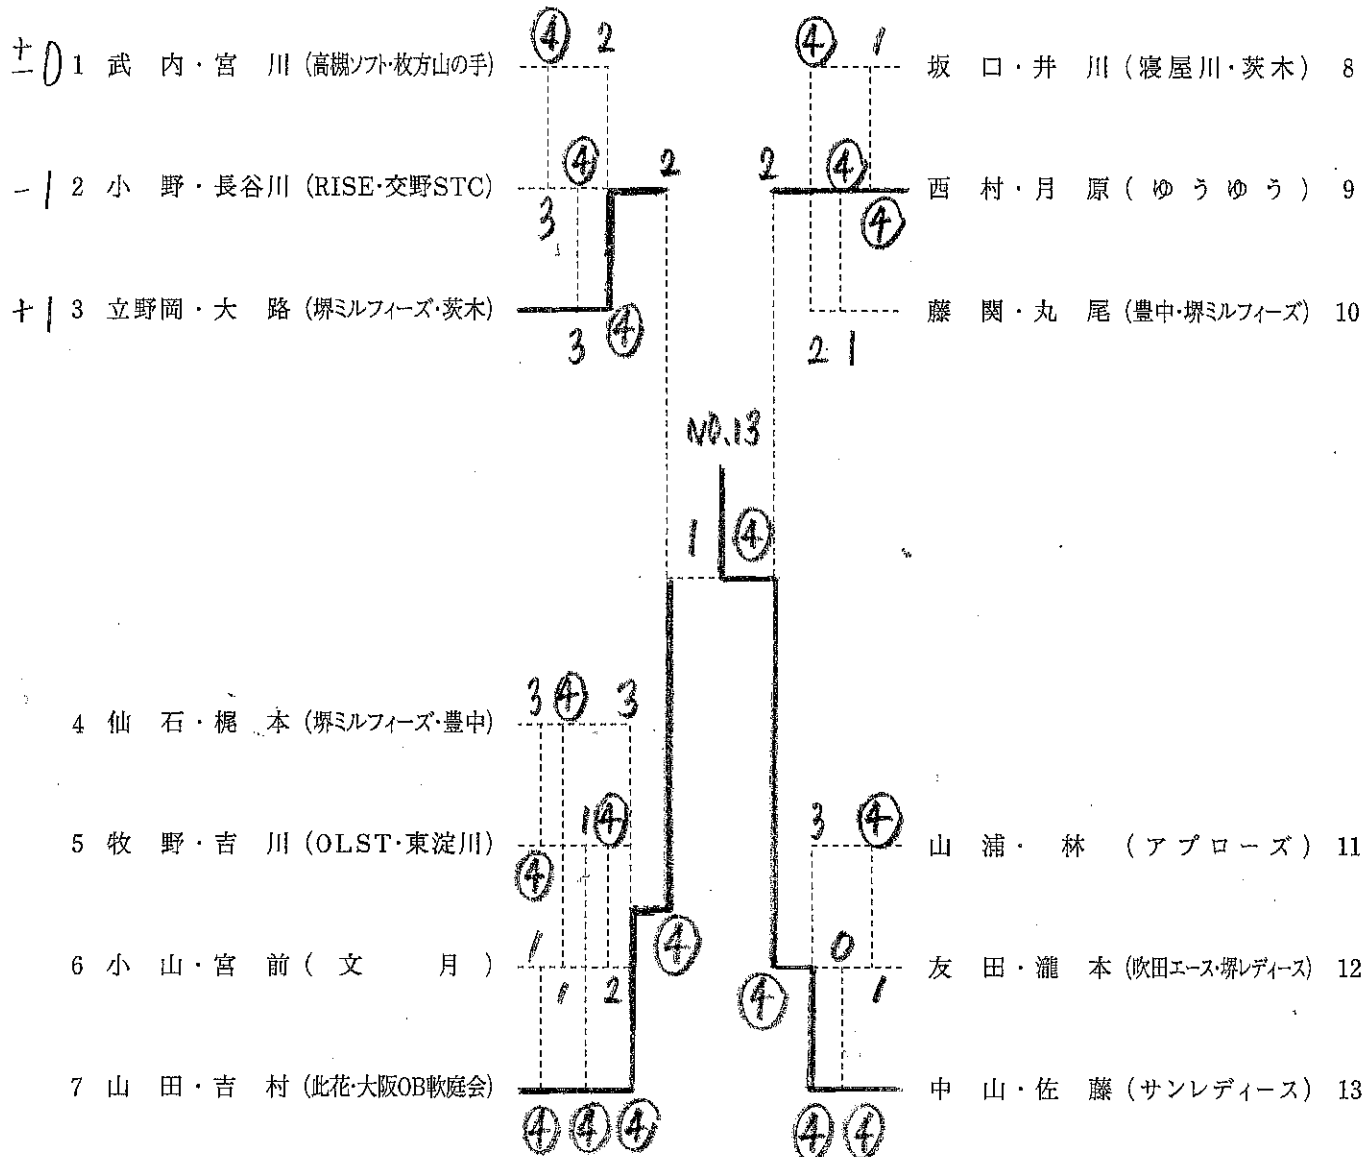 ④ 2 ④ 1
±0 1 武内・宮川 (高槻ソフト・枚方山の手) 坂口・井川 (寝屋川・茨木) 8
④ 2 2 ④
-1 2 小野・長谷川 (RISE・交野STC) 西村・月原 (ゆうゆう) 9
3 ④
+1 3 立野岡・大路 (堺ミルフィーズ・茨木) 藤関・丸尾 (豊中・堺ミルフィーズ) 10
3 ④ 2 1
NO.13
1 ④
3 ④ 3
4 仙石・梶本 (堺ミルフィーズ・豊中)
1 ④ 3 ④
5 牧野・吉川 (OLST・東淀川) 山浦・林 (アプローズ) 11
④
1 ④ 0
6 小山・宮前 (文月) 友田・瀧本 (吹田エース・堺レディース) 12
1 2 ④ 1
7 山田・吉村 (此花・大阪OB軟庭会) 中山・佐藤 (サンレディース) 13
④ ④ ④ ④ ④